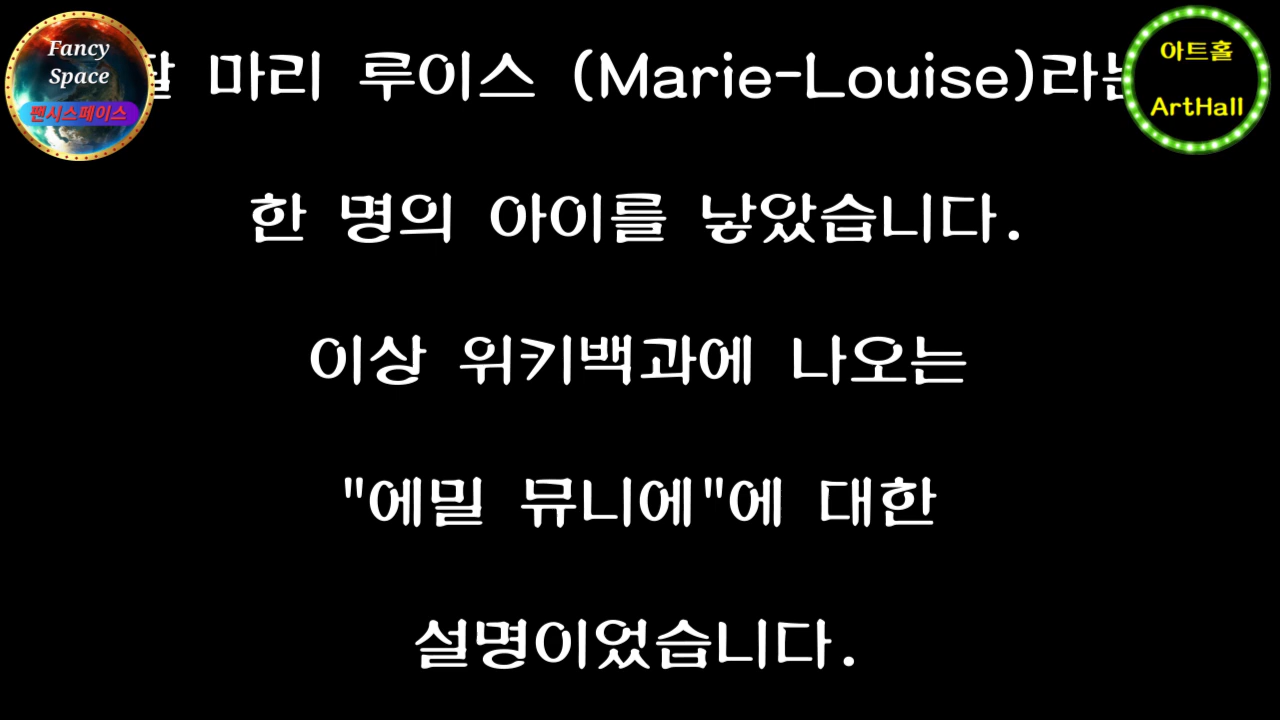 Fancy
Space
펜시스페이스
마리 루이스 (Marie-Louise)라는
아트홀
ArtHall
한 명의 아이를 낳았습니다.
이상 위키백과에 나오는
"에밀 뮤니에"에 대한
설명이었습니다.